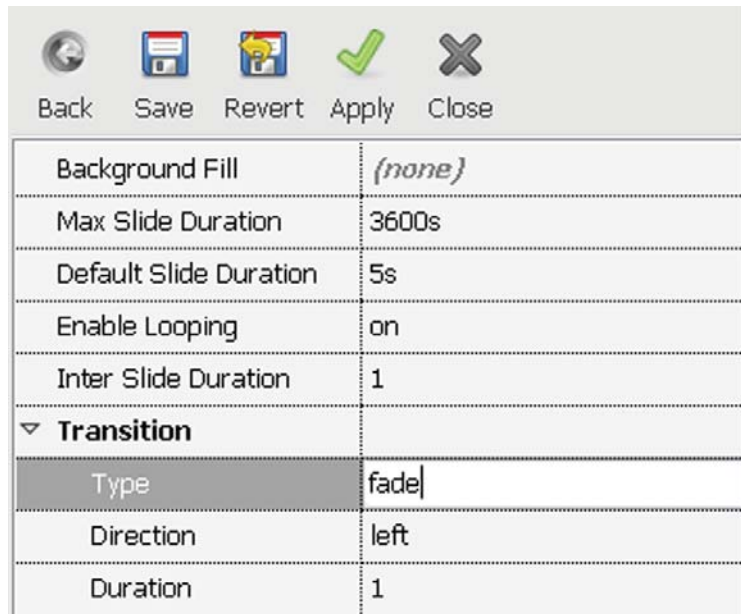 Back Save Revert Apply Close
Background Fill {none}
Max Slide Duration 3600s
Default Slide Duration 5s
Enable Looping on
Inter Slide Duration 1
Transition
Type fade
Direction left
Duration 1